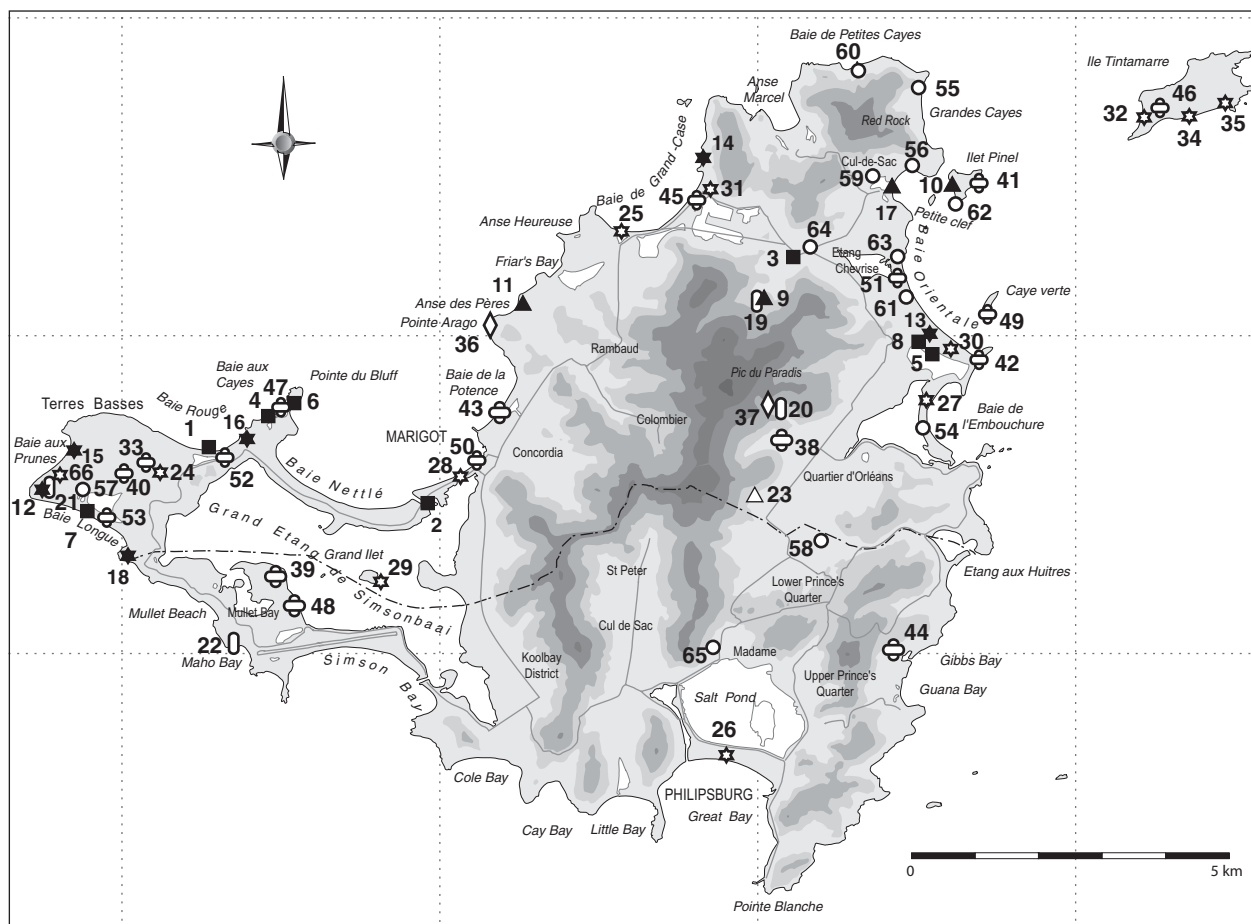 Baie de Petites Cayes
60
Ile Tintamarre
55
46
Anse
Marcel
Grandes Cayes
32
34
35
Red Rock
14
Cul-de-Sac
56
Ilet Pinel
59
10
41
31
45
17
62
Baie de Grand-Case
25
Petite clef
Anse Heureuse
64
63
3
Etang
Chevrise
Baie Orientale
Friar's Bay
51
11
9
61
Caye verte
Anse des Pères
19
49
Pointe Arago
13
8
30
36
5
42
Rambaud
Baie aux
Cayes
47
Pointe du Bluff
Pic du Paradis
4
6
Baie de la
Potence
27
Terres Basses
Baie Rouge
16
43
37
20
Baie de
l'Embouchure
1
Colombier
54
MARIGOT
38
Baie aux
Prunes
33
50
Concordia
15
66
24
52
28
Quartier d'Orléans
40
57
12
21
Baie Nettlé
23
53
2
Baie Longue
7
Grand Etang de Simsonbaai
58
18
Grand Ilet
39
29
St Peter
Etang aux Huitres
Lower Prince's
Quarter
Mullet Beach
Mullet Bay
48
Cul de Sac
44
22
65
Madame
Maho Bay
Simson Bay
Koolbay
District
Gibbs Bay
Upper Prince's
Quarter
Guana Bay
Salt Pond
26
Cole Bay
PHILIPSBURG
Great Bay
Cay Bay
Little Bay
0
5 km
Pointe Blanche